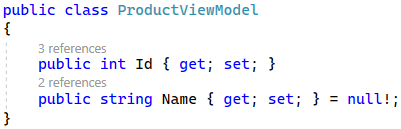 public class ProductViewModel
{
3 references
public int Id { get; set; }
2 references
public string Name { get; set; } = null!;
}